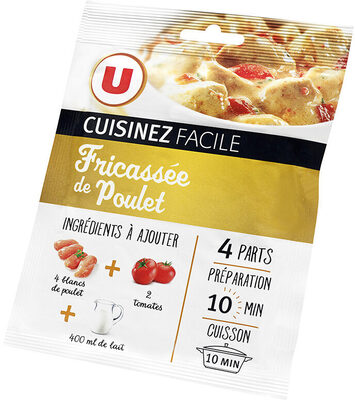 U
CUISINEZ FACILE
Fricassée
de Poulet
INGRÉDIENTS À AJOUTER
4 blancs
de poulet
+
2
tomates
+
400 ml de lait
4 PARTS
PRÉPARATION
10 MIN
CUISSON
10 MIN